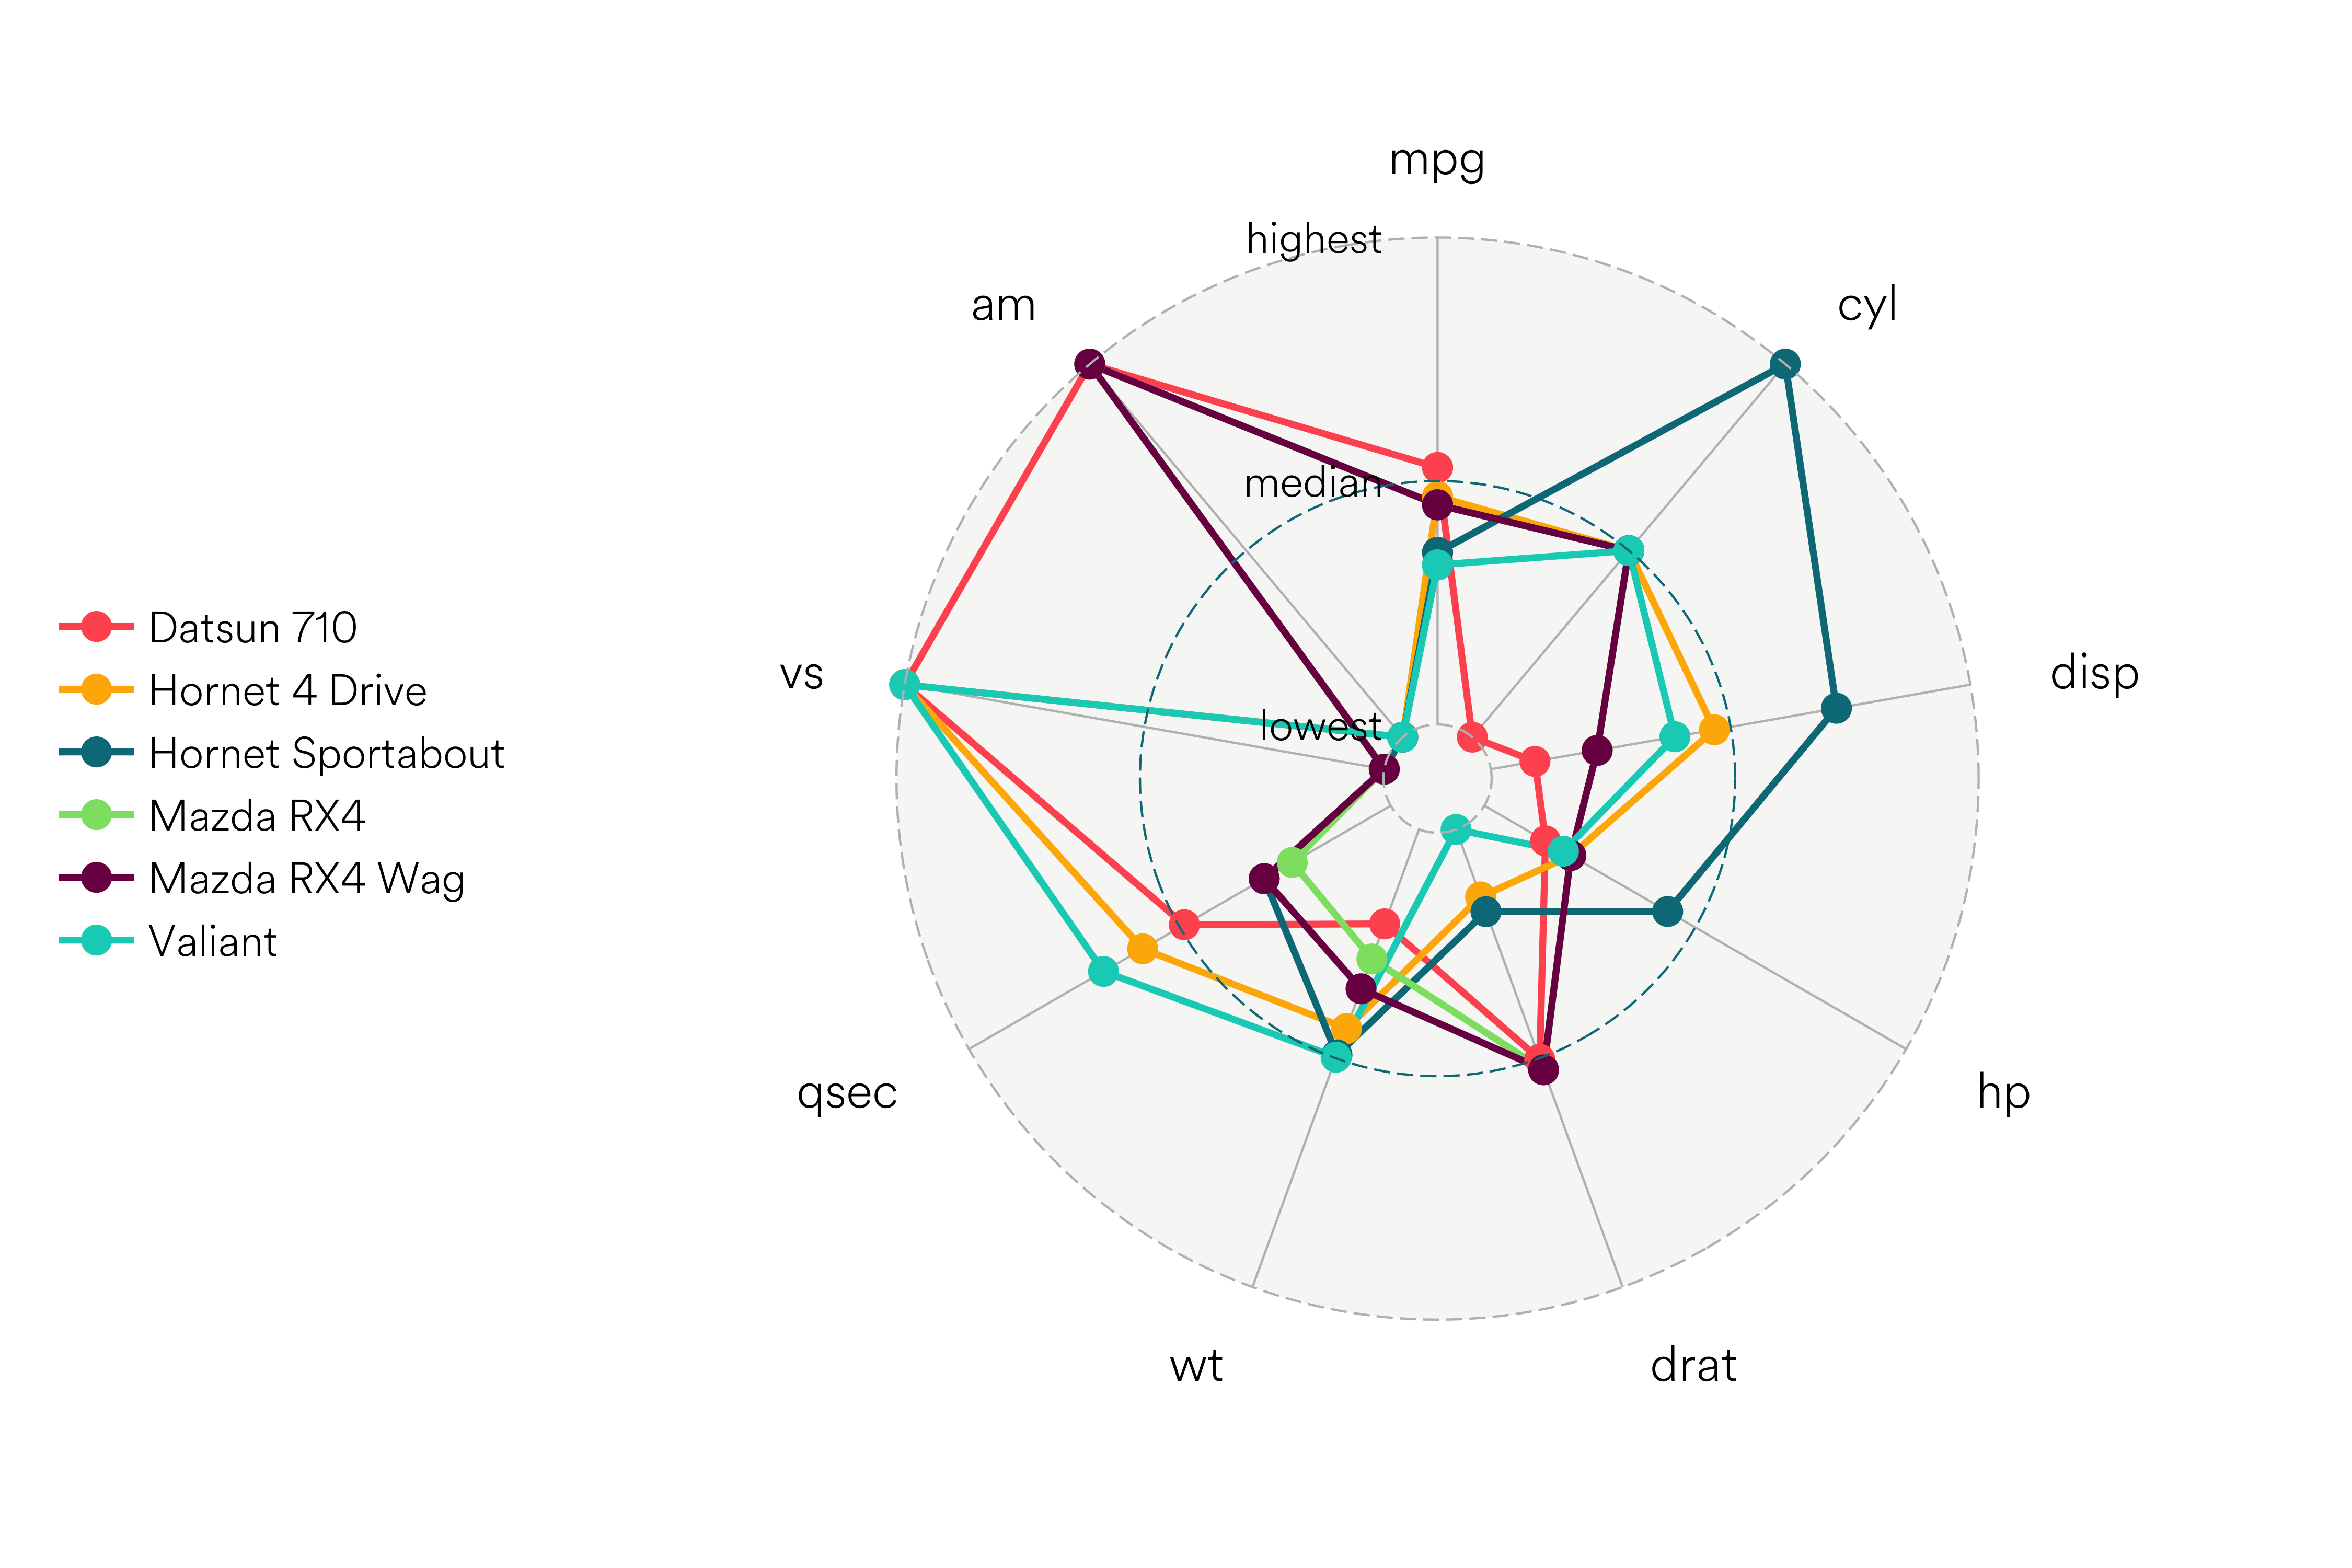 mpg
highest
cyl
am
median
disp
vs
lowest
Datsun 710
Hornet 4 Drive
Hornet Sportabout
Mazda RX4
Mazda RX4 Wag
Valiant
qsec
hp
wt
drat